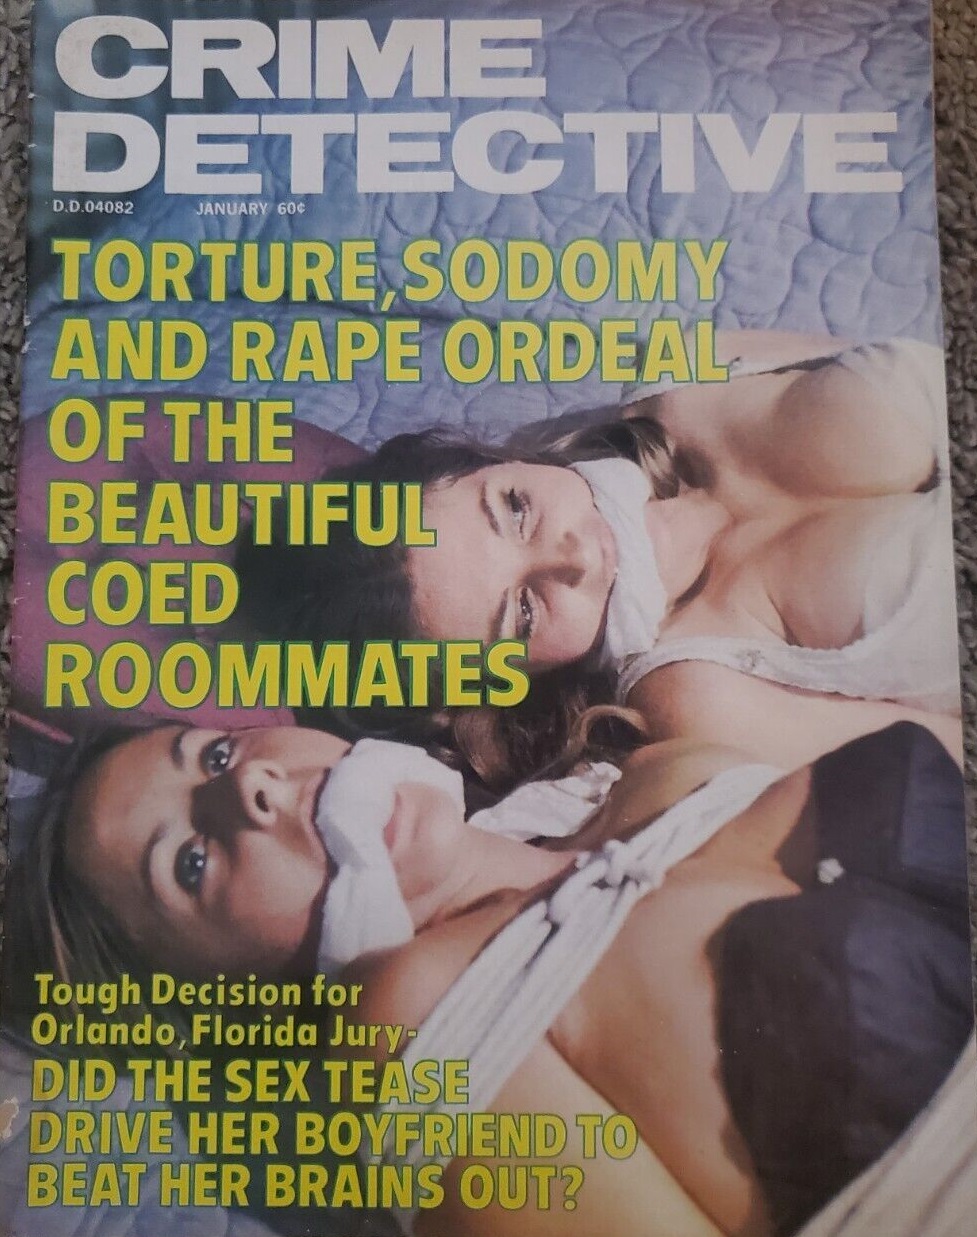 CRIME
DETECTIVE
D.D.04082 JANUARY 60¢
TORTURE, SODOMY
AND RAPE ORDEAL
OF THE
BEAUTIFUL
COED
ROOMMATES
Tough Decision for
Orlando, Florida Jury-
DID THE SEX TEASE
DRIVE HER BOYFRIEND TO
BEAT HER BRAINS OUT?